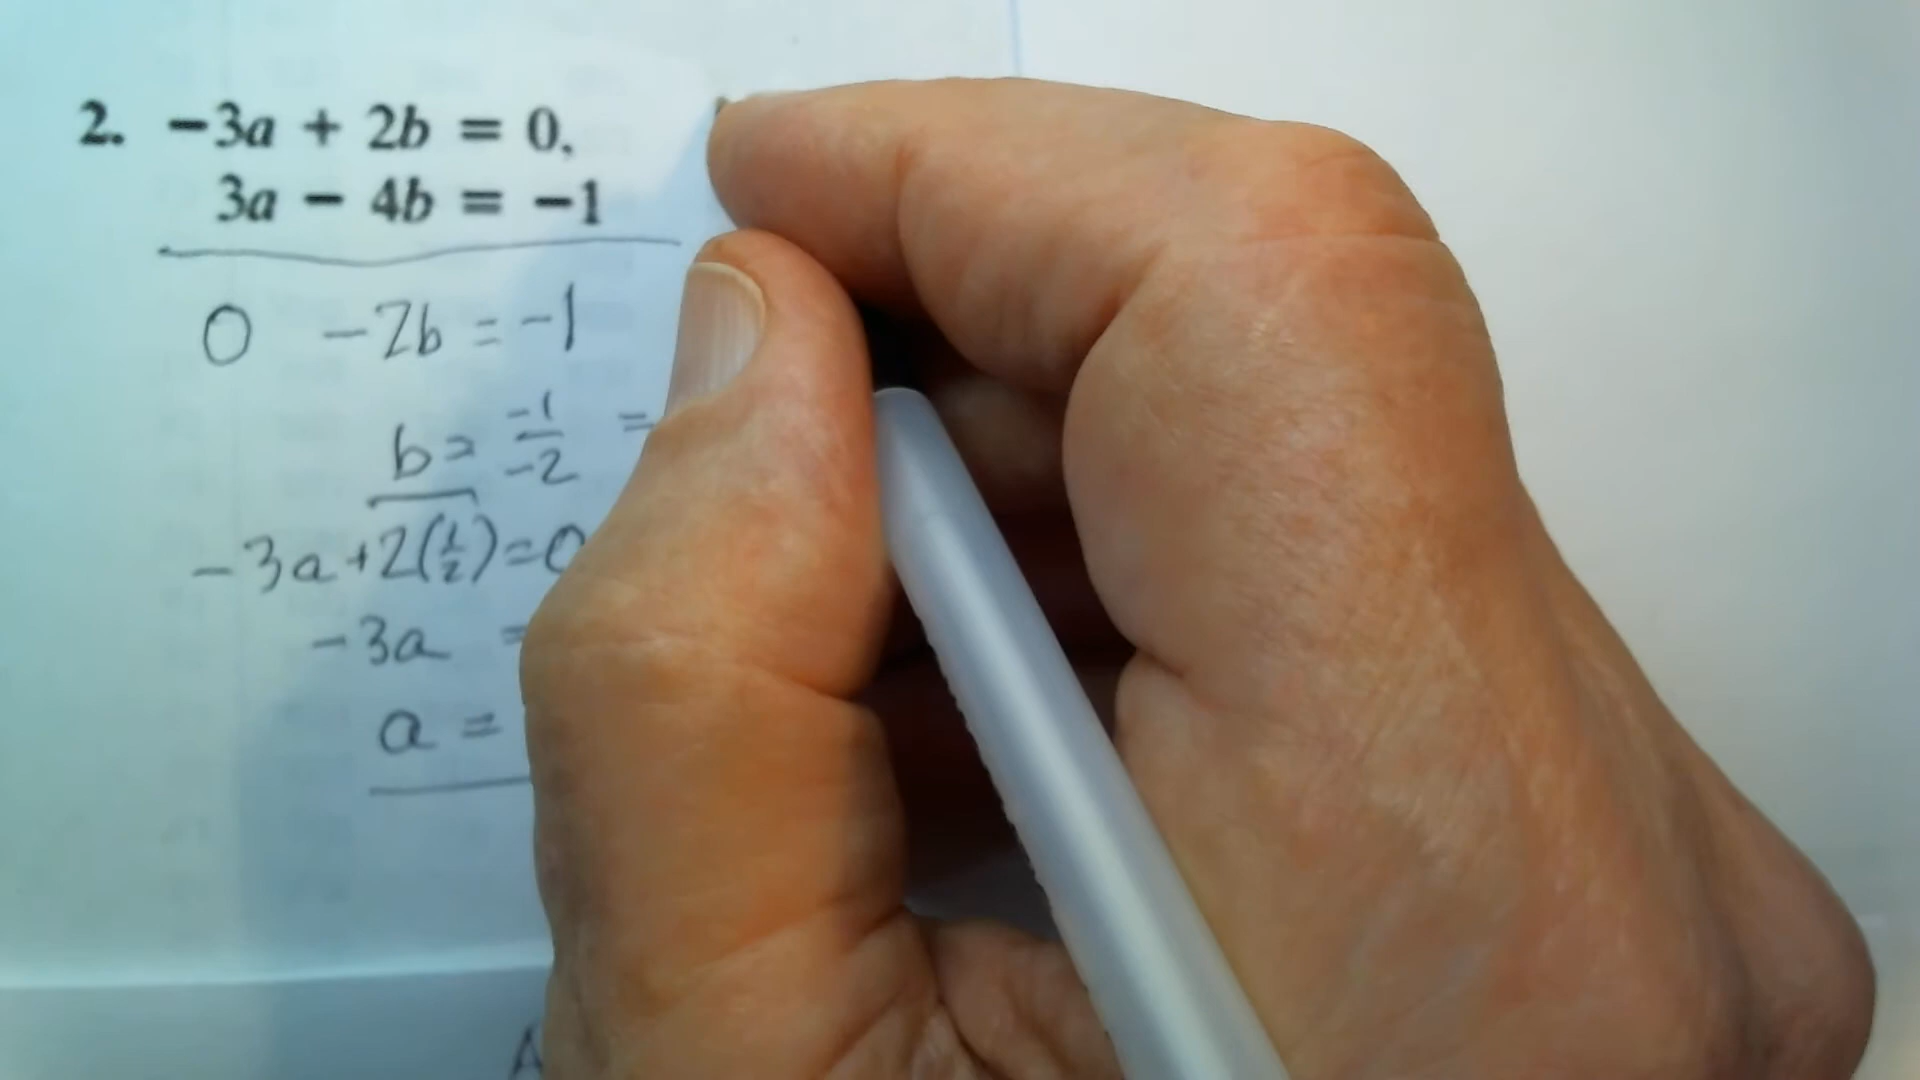 2. -3a + 2b = 0,
3a - 4b = -1
0 -2b = -1
b = -1/-2 =
-3a+2(1/2)=0
-3a =
a =
A